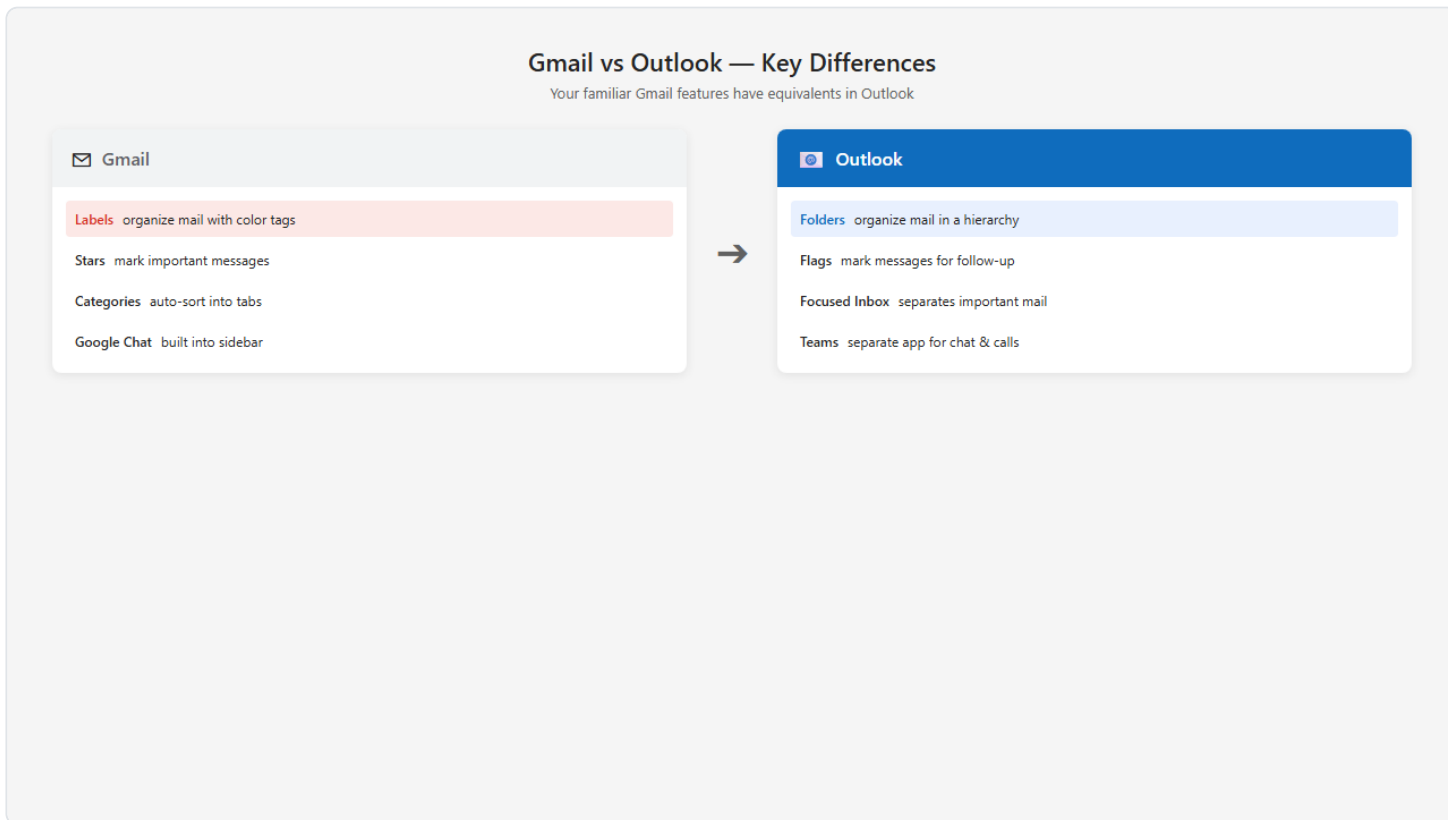 Gmail vs Outlook — Key Differences
Your familiar Gmail features have equivalents in Outlook
Gmail
Labels organize mail with color tags
Stars mark important messages
Categories auto-sort into tabs
Google Chat built into sidebar
➔
Outlook
Folders organize mail in a hierarchy
Flags mark messages for follow-up
Focused Inbox separates important mail
Teams separate app for chat & calls